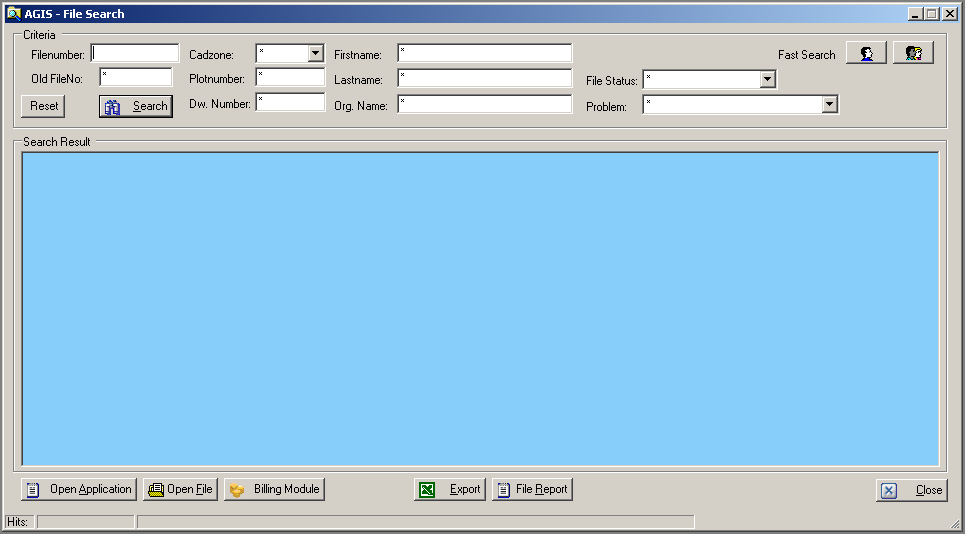 AGIS - File Search
Criteria
Filenumber: Cadzone: * Firstname: * Fast Search
Old FileNo: * Plotnumber: * Lastname: * File Status: *
Reset Search Dw. Number: * Org. Name: * Problem: *
Search Result
Open Application Open File Billing Module Export File Report Close
Hits: